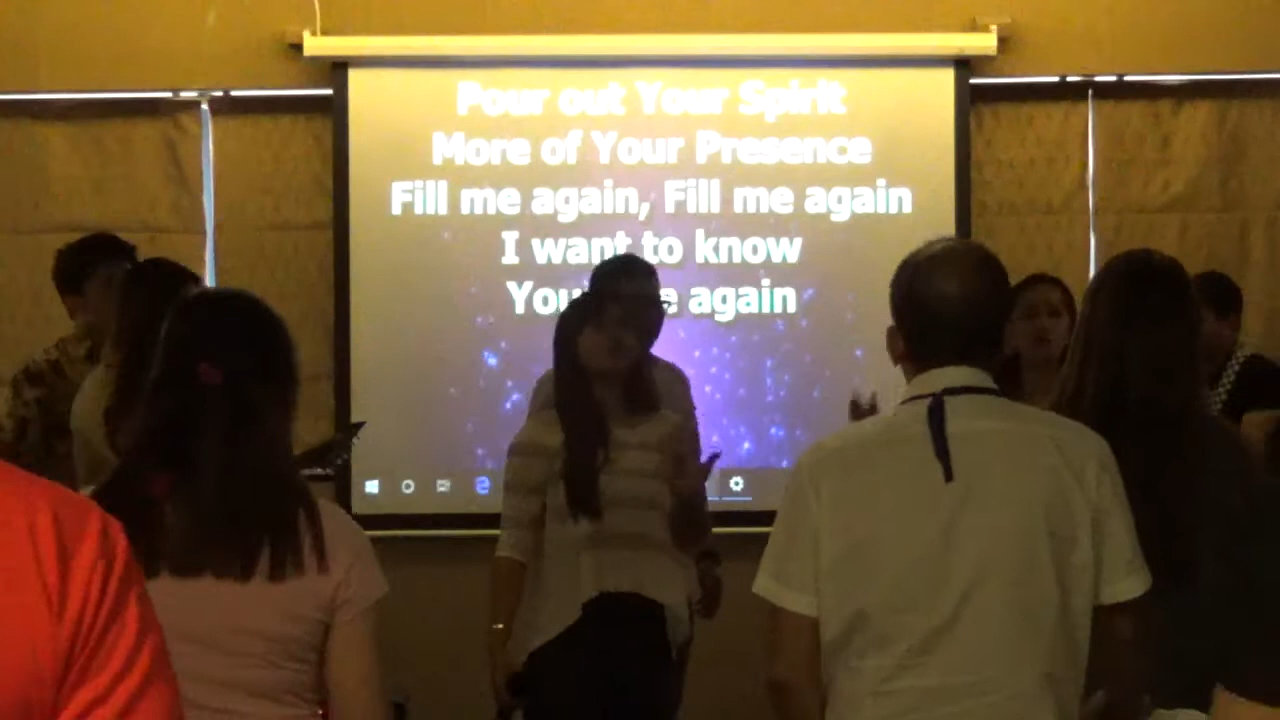 Pour out Your Spirit
More of Your Presence
Fill me again, Fill me again
I want to know
again